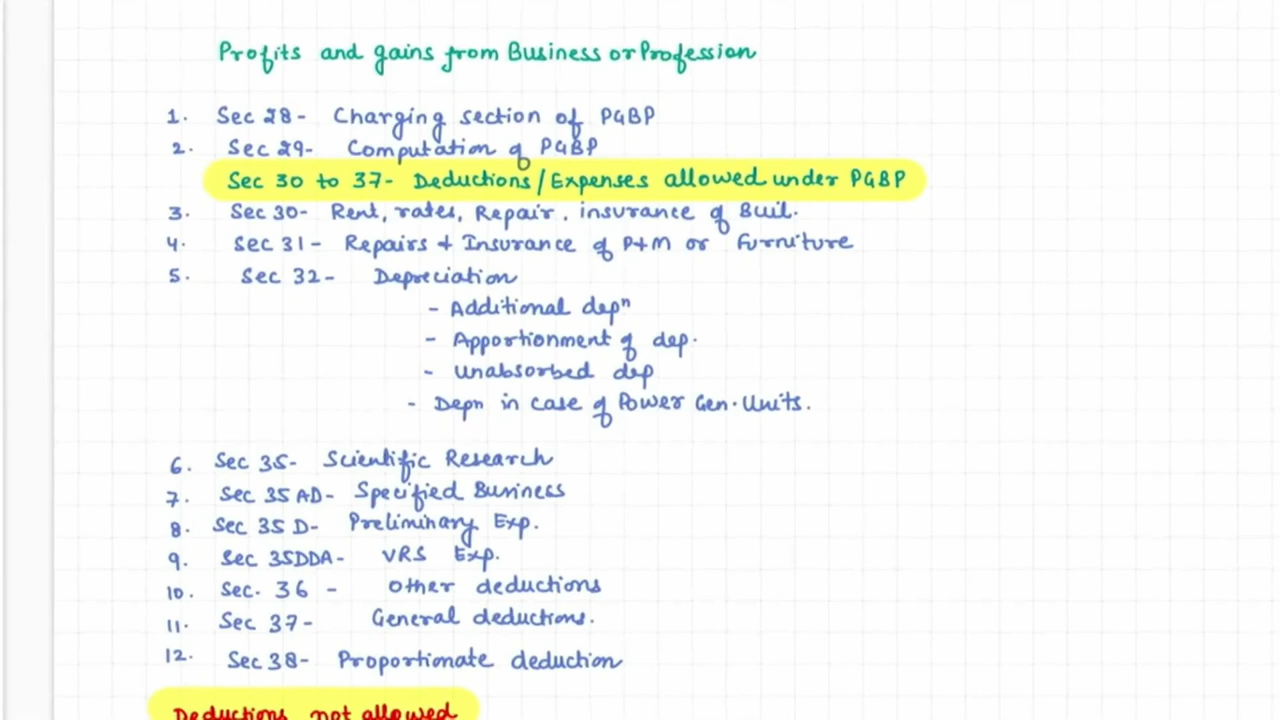 Profits and gains from Business or Profession
1. Sec 28- Charging section of PGBP
2. Sec 29- Computation of PGBP
Sec 30 to 37- Deductions/Expenses allowed under PGBP
3. Sec 30- Rent, rates, Repair, insurance of Buil.
4. Sec 31- Repairs + Insurance of P+M or Furniture
5. Sec 32- Depreciation
- Additional depn
- Apportionment of dep.
- Unabsorbed dep
- Depn in case of Power Gen. Units.
6. Sec 35- Scientific Research
7. Sec 35 AD- Specified Business
8. Sec 35 D- Preliminary Exp.
9. Sec 35DDA- VRS Exp.
10. Sec. 36 - Other deductions
11. Sec 37- General deductions.
12. Sec 38- Proportionate deduction
Deductions not allowed